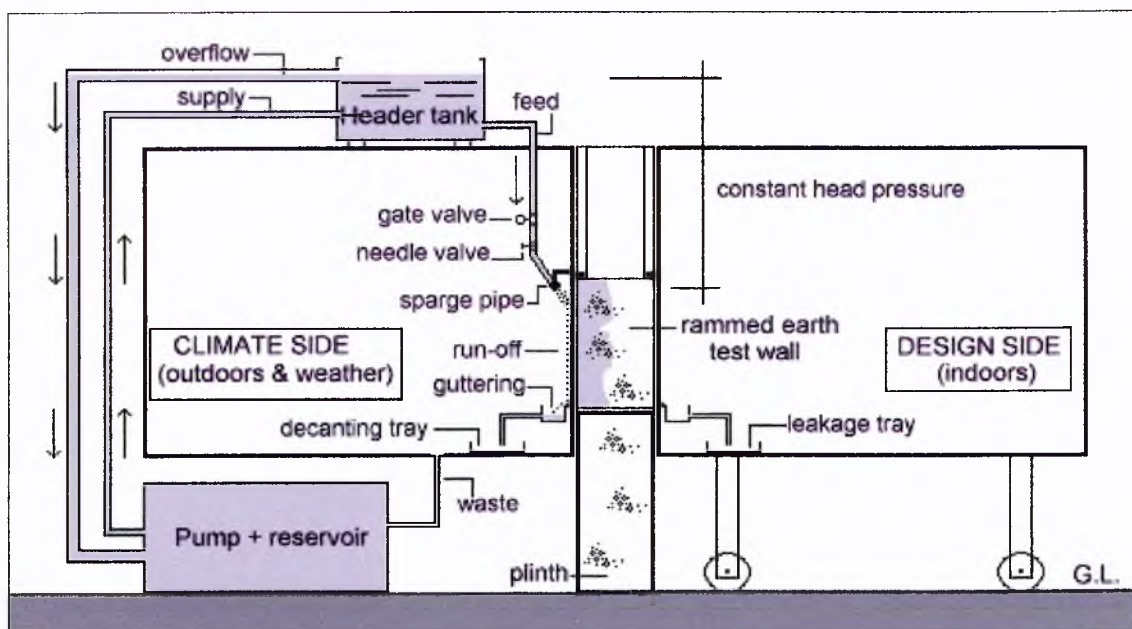 overflow
supply
Header tank
feed
constant head pressure
gate valve
needle valve
sparge pipe
rammed earth
test wall
CLIMATE SIDE
(outdoors & weather)
run-off
DESIGN SIDE
(indoors)
guttering
decanting tray
leakage tray
waste
Pump + reservoir
plinth
G.L.